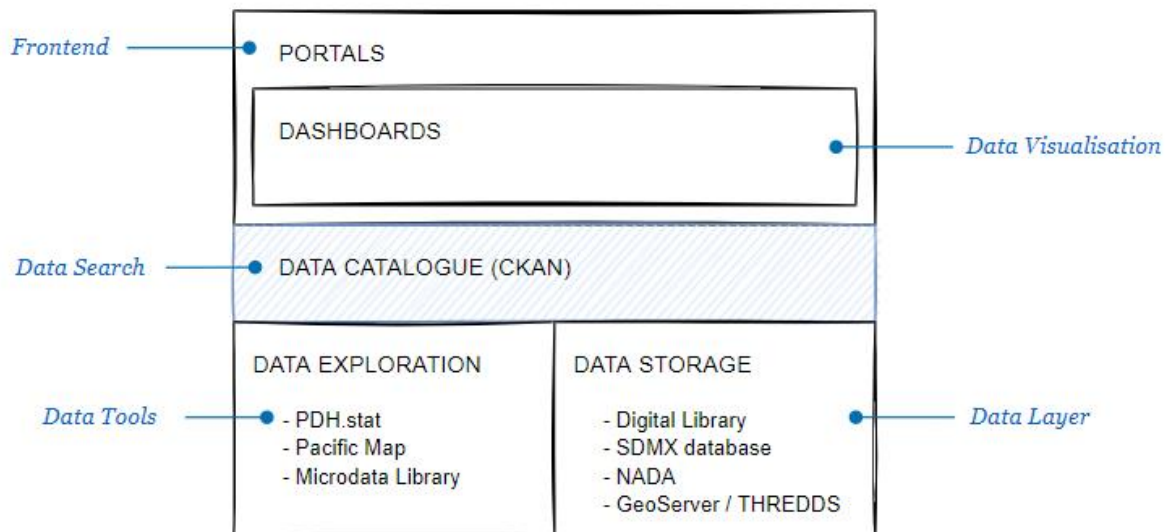 Frontend
PORTALS
DASHBOARDS
Data Visualisation
Data Search
DATA CATALOGUE (CKAN)
DATA EXPLORATION
DATA STORAGE
Data Tools
- PDH.stat
- Pacific Map
- Microdata Library
- Digital Library
- SDMX database
- NADA
- GeoServer / THREDDS
Data Layer